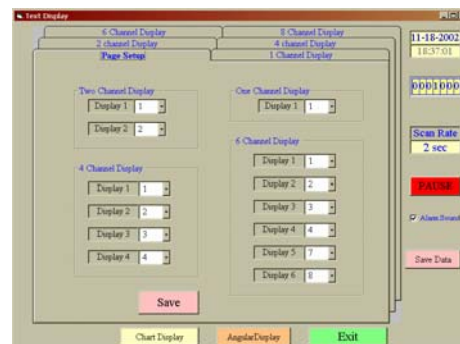 Text Display
6 Channel Display
8 Channel Display
2 channel Display
4 channel Display
Page Setup
1 Channel Display
11-18-2002
18:37:01
0001000
Two Channel Display
Display 1 1
Display 2 2
One Channel Display
Display 1 1
4 Channel Display
Display 1 1
Display 2 2
Display 3 3
Display 4 4
6 Channel Display
Display 1 1
Display 2 2
Display 3 3
Display 4 4
Display 5 7
Display 6 8
Scan Rate
2 sec
PAUSE
Alarm Sound
Save Data
Save
Chart Display
AngularDisplay
Exit